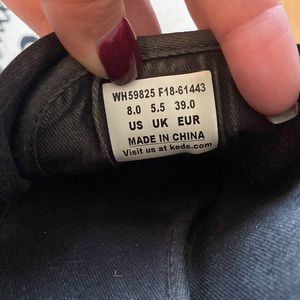 WH59825 F18-61443
8.0 5.5 39.0
US UK EUR
MADE IN CHINA
Visit us at keds.com